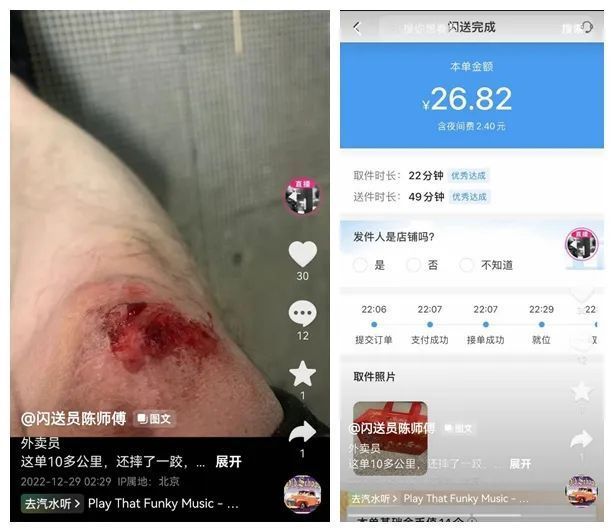 直播
30
12
1
1
@闪送员陈师傅 图文
外卖员
这单10多公里，还摔了一跤，... 展开
2022-12-29 02:29 IP属地：北京
去汽水听 Play That Funky Music - ...
闪送完成
本单金额
¥26.82
含夜间费 2.40 元
取件时长： 22分钟 优秀达成
送件时长： 49分钟 优秀达成
直播
发件人是店铺吗?
是 否 不知道
22:06 22:07 22:07 22:29 22
提交订单 支付成功 接单成功 就位
取件照片
@闪送员陈师傅 图文
外卖员
这单10多公里，还摔了一跤，... 展开
1
1
去汽水听 Play That Funky Music - ...